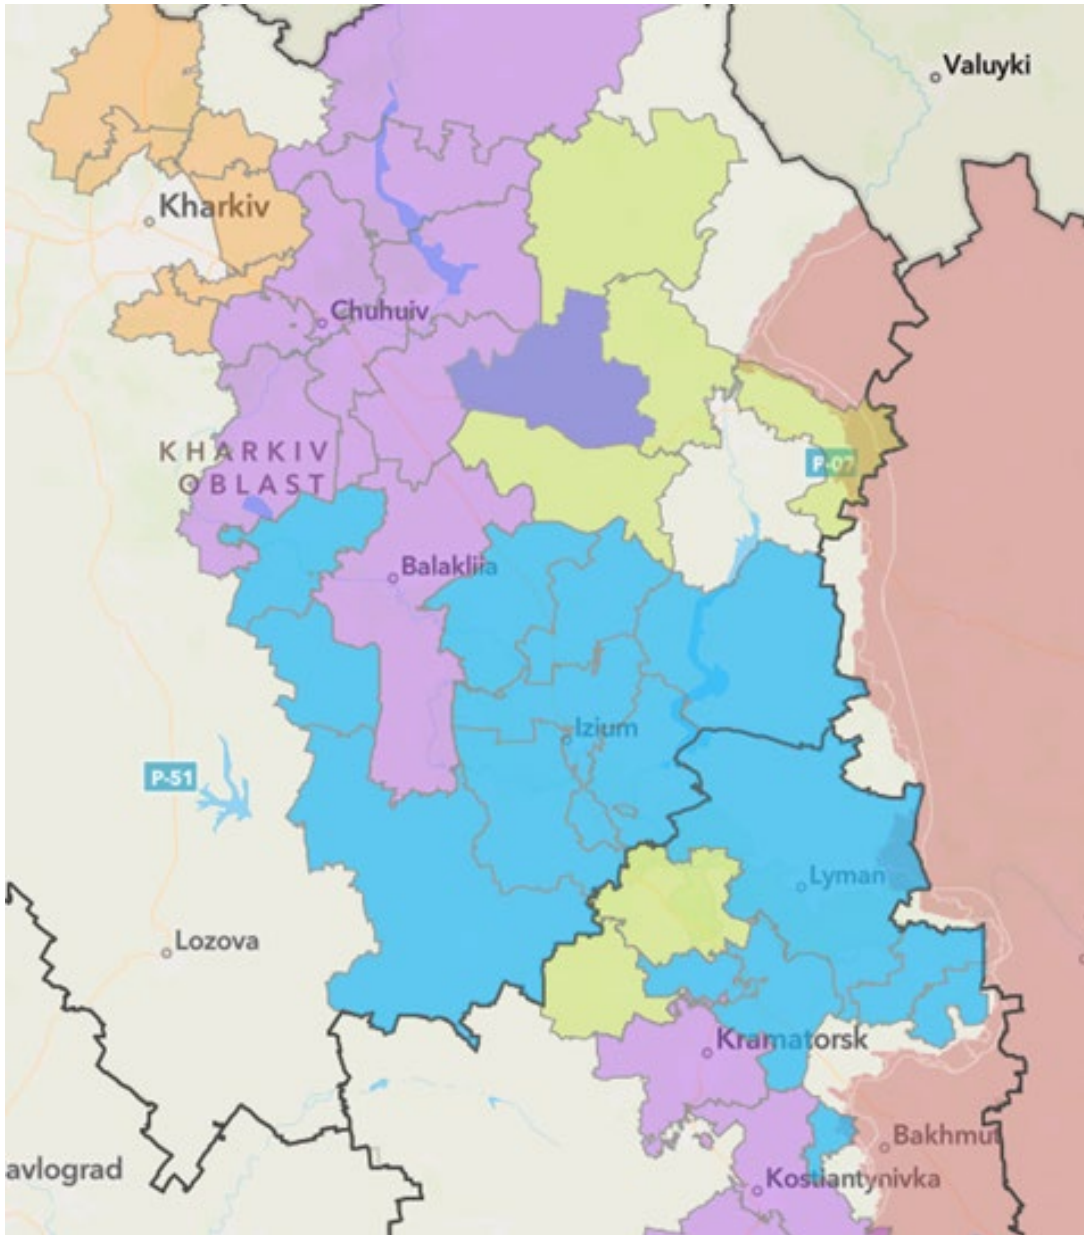 Valuyki
Kharkiv
Chuhuiv
KHARKIV
OBLAST
P-07
Balakliia
Izium
P-51
Lyman
Lozova
Kramatorsk
Bakhmut
avlograd
Kostiantynivka